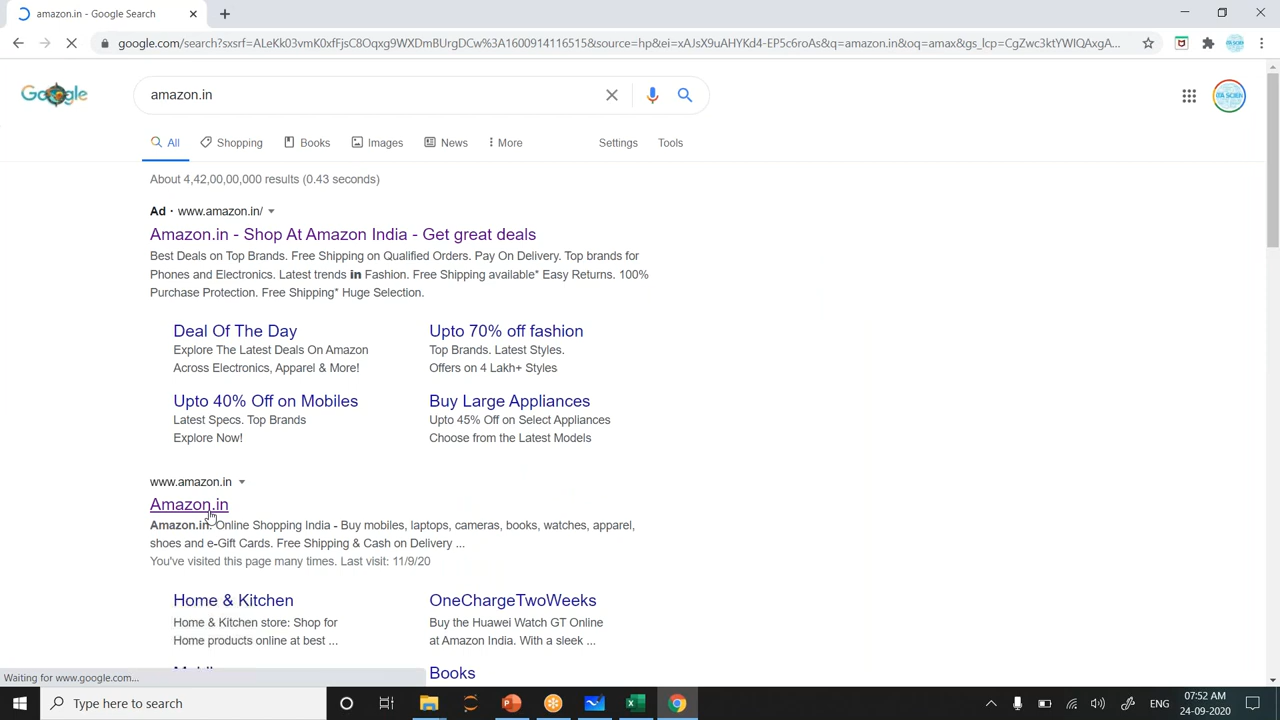 amazon.in - Google Search
google.com/search?sxsrf=ALeKk03vmK0xfFjsC8Oqxg9WXDmBUrgDCw%3A1600914116515&source=hp&ei=xAJsX9uAHYKd4-EP5c6roAs&q=amazon.in&oq=amax&gs_lcp=CgZwc3ktYWIQAxgA...
Google
amazon.in
All
Shopping
Books
Images
News
More
Settings
Tools
About 4,42,00,00,000 results (0.43 seconds)
Ad · www.amazon.in/
Amazon.in - Shop At Amazon India - Get great deals
Best Deals on Top Brands. Free Shipping on Qualified Orders. Pay On Delivery. Top brands for
Phones and Electronics. Latest trends in Fashion. Free Shipping available* Easy Returns. 100%
Purchase Protection. Free Shipping* Huge Selection.
Deal Of The Day
Explore The Latest Deals On Amazon
Across Electronics, Apparel & More!
Upto 70% off fashion
Top Brands. Latest Styles.
Offers on 4 Lakh+ Styles
Upto 40% Off on Mobiles
Latest Specs. Top Brands
Explore Now!
Buy Large Appliances
Upto 45% Off on Select Appliances
Choose from the Latest Models
www.amazon.in
Amazon.in
Amazon.in: Online Shopping India - Buy mobiles, laptops, cameras, books, watches, apparel,
shoes and e-Gift Cards. Free Shipping & Cash on Delivery ...
You've visited this page many times. Last visit: 11/9/20
Home & Kitchen
Home & Kitchen store: Shop for
Home products online at best ...
OneChargeTwoWeeks
Buy the Huawei Watch GT Online
at Amazon India. With a sleek ...
Books
Waiting for www.google.com...
Type here to search
ENG
07:52 AM
24-09-2020